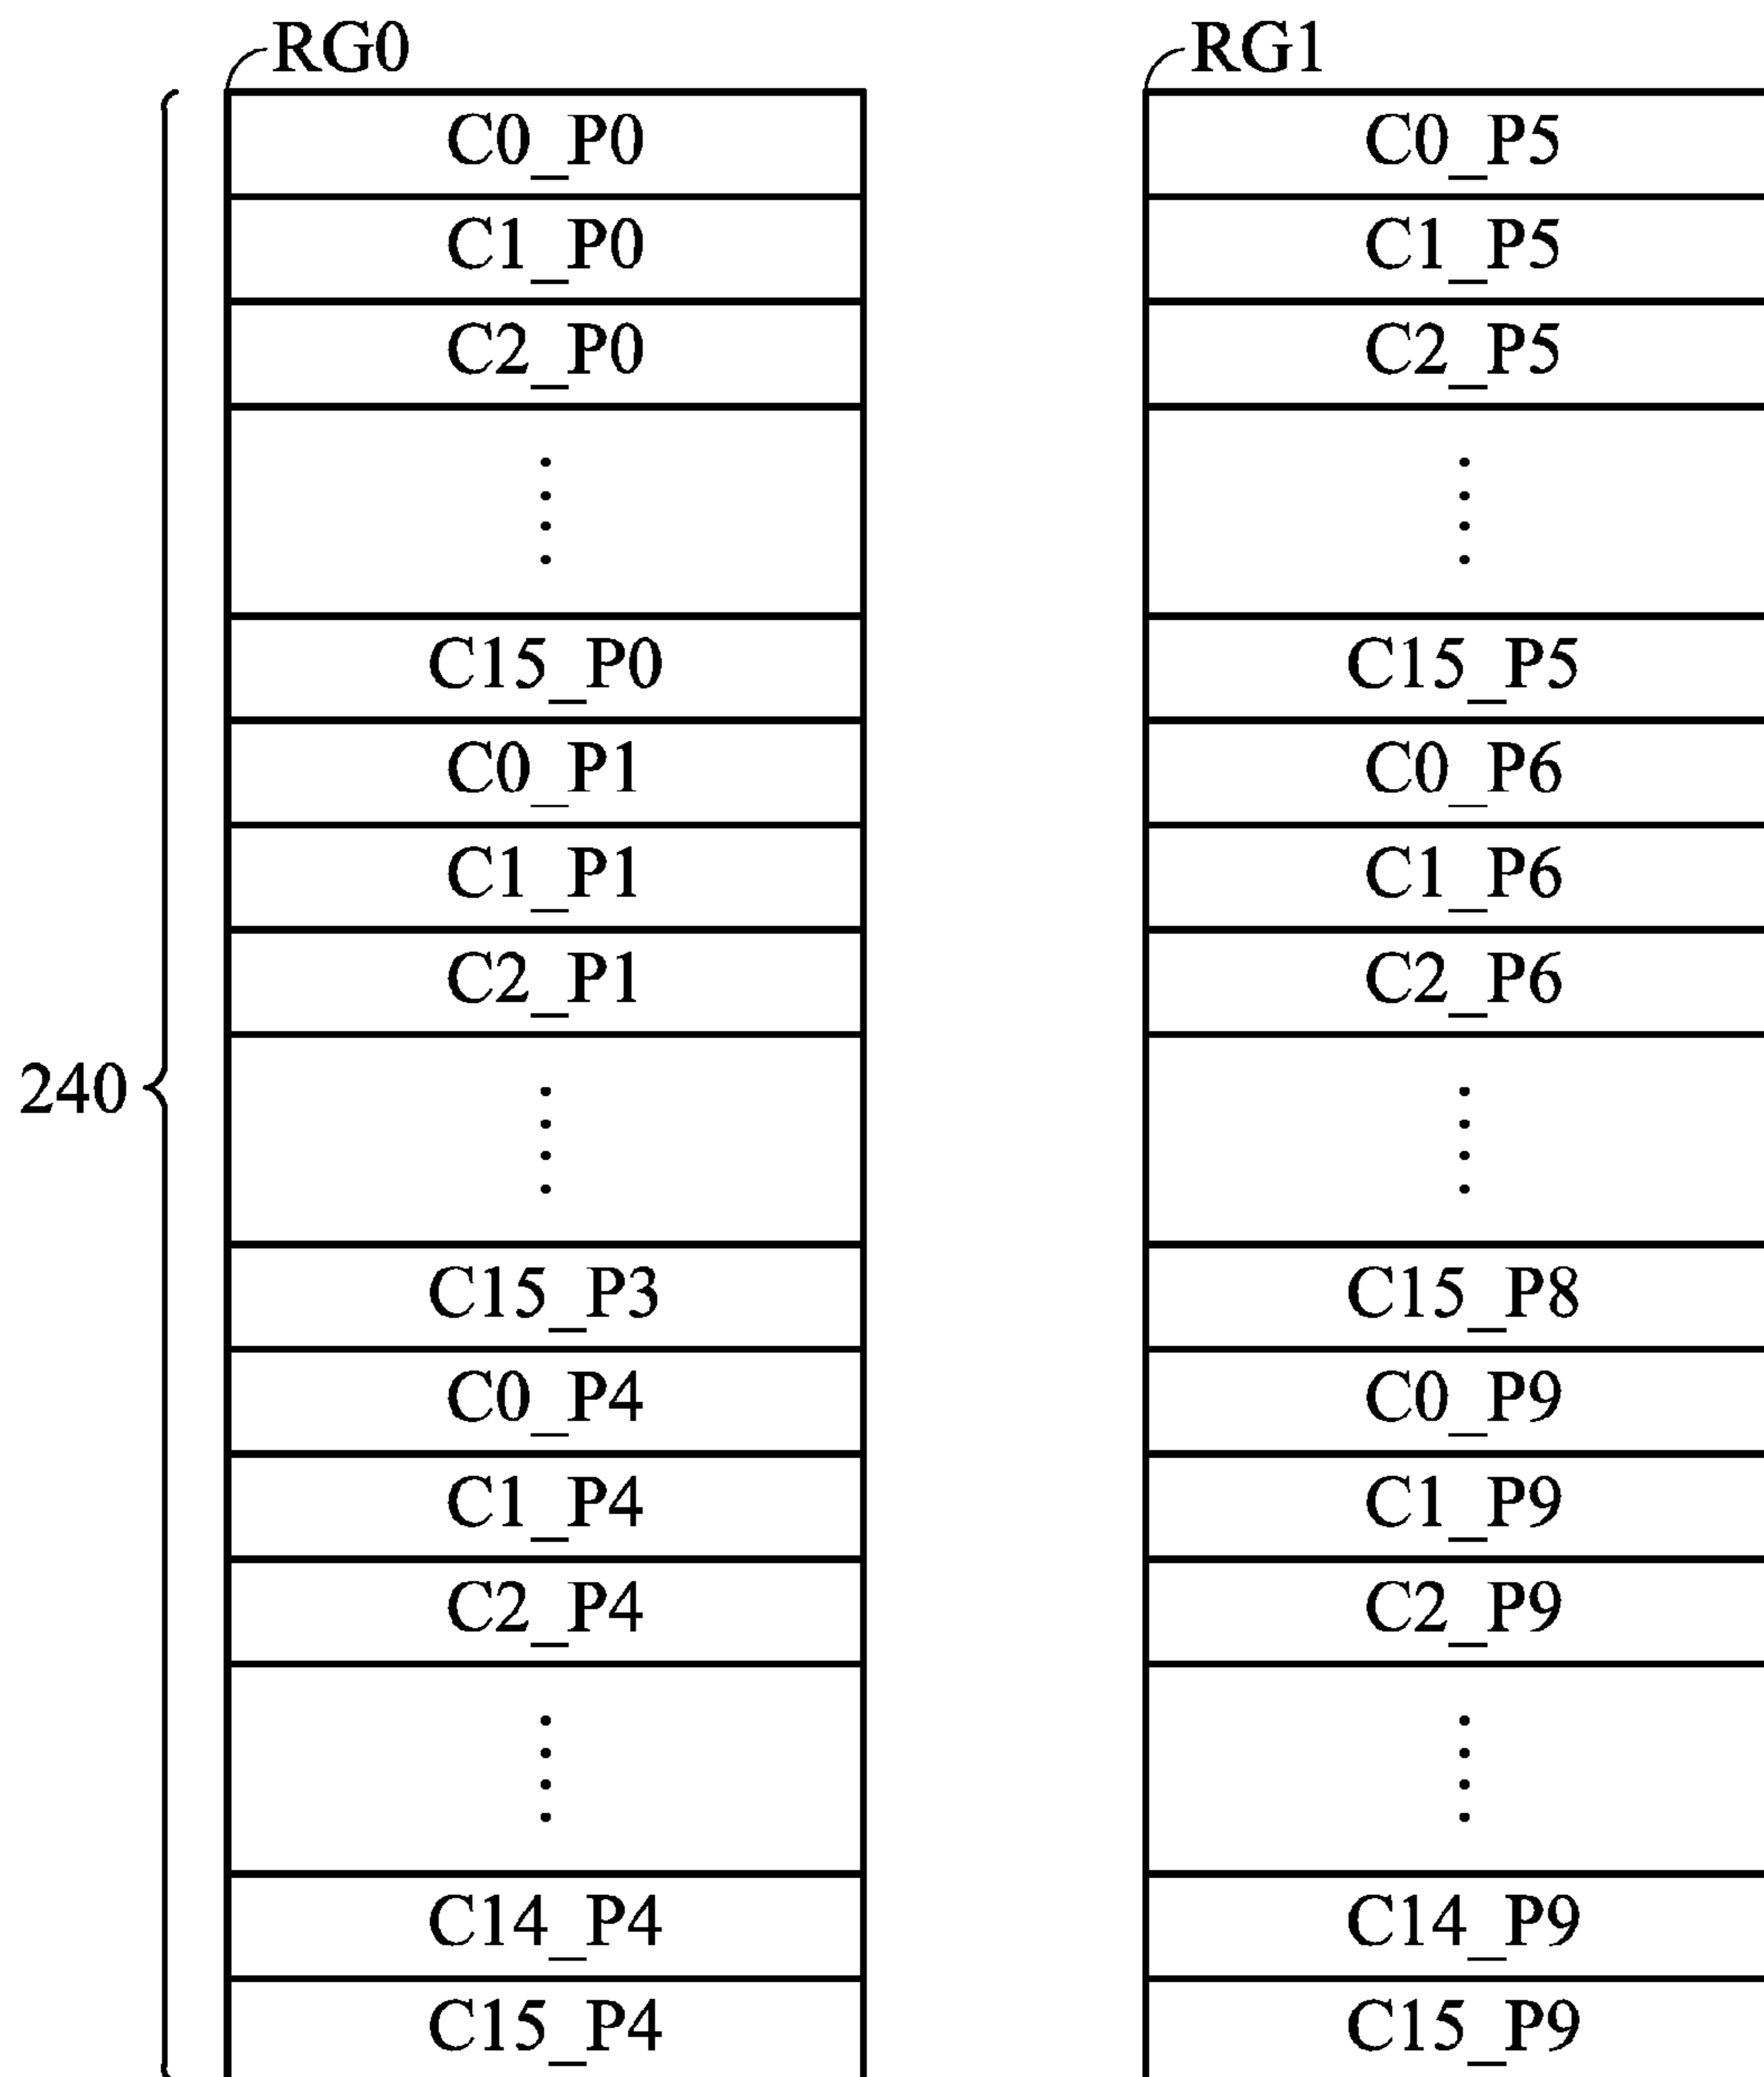 RG0
C0_P0
C1_P0
C2_P0
C15_P0
C0_P1
C1_P1
C2_P1
C15_P3
C0_P4
C1_P4
C2_P4
C14_P4
C15_P4
240
RG1
C0_P5
C1_P5
C2_P5
C15_P5
C0_P6
C1_P6
C2_P6
C15_P8
C0_P9
C1_P9
C2_P9
C14_P9
C15_P9